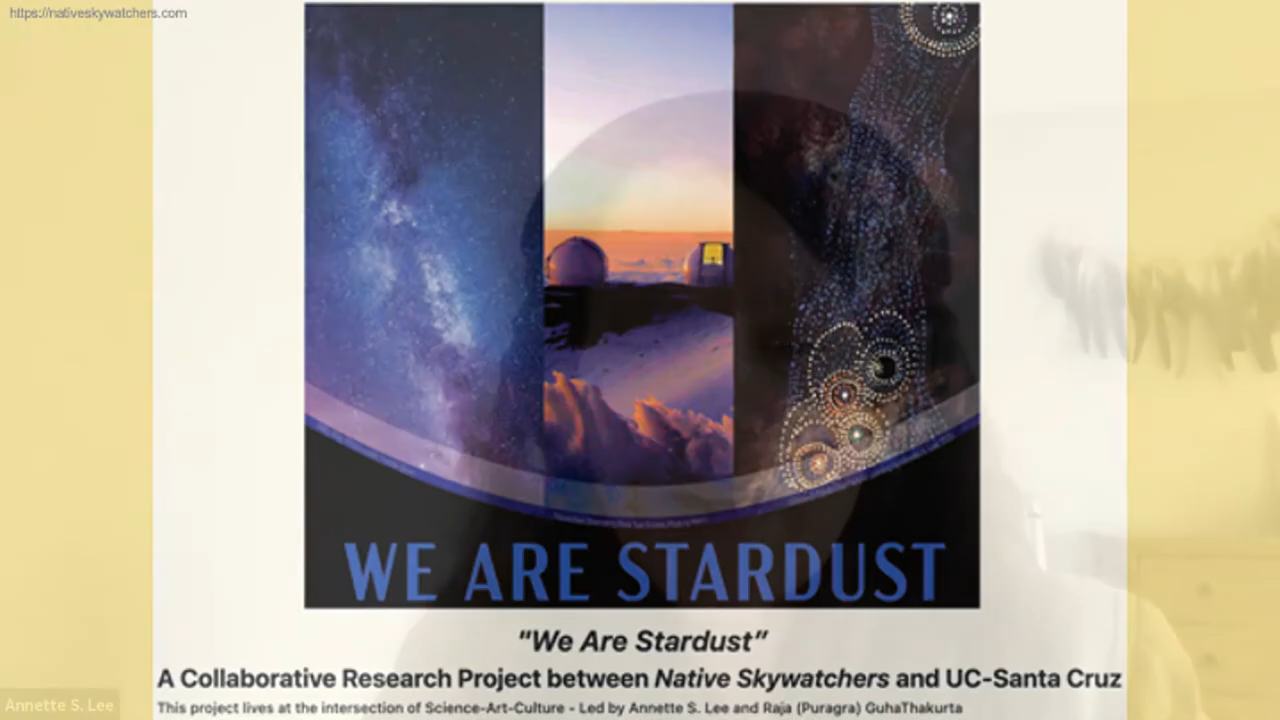 https://nativeskywatchers.com
WE ARE STARDUST
"We Are Stardust"
A Collaborative Research Project between Native Skywatchers and UC-Santa Cruz
This project lives at the intersection of Science-Art-Culture - Led by Annette S. Lee and Raja (Puragra) GuhaThakurta
Annette S. Lee